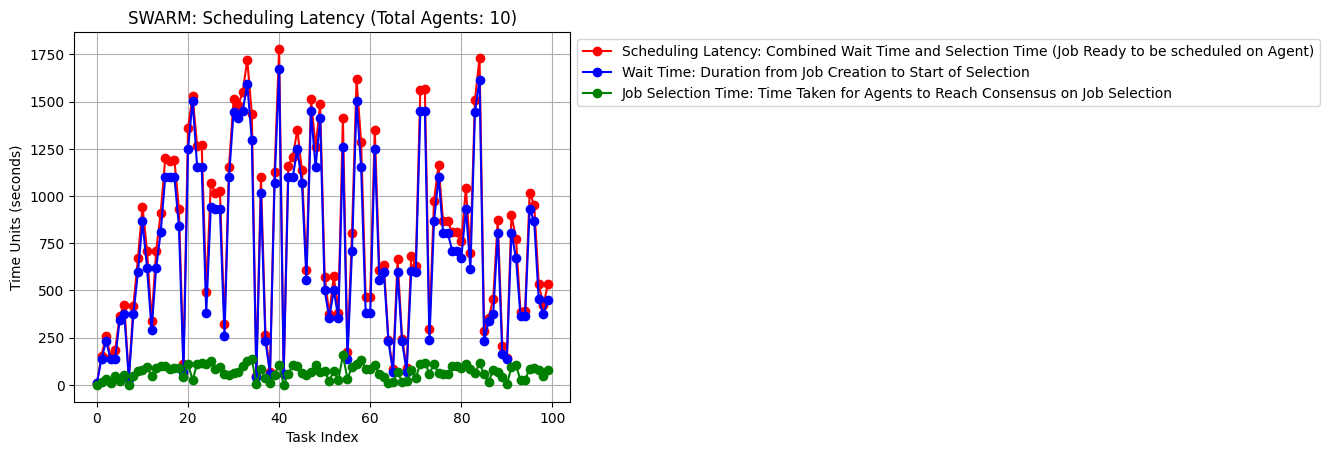 SWARM: Scheduling Latency (Total Agents: 10)
Scheduling Latency: Combined Wait Time and Selection Time (Job Ready to be scheduled on Agent)
Wait Time: Duration from Job Creation to Start of Selection
Job Selection Time: Time Taken for Agents to Reach Consensus on Job Selection
Time Units (seconds)
1750
1500
1250
1000
750
500
250
0
0 20 40 60 80 100
Task Index